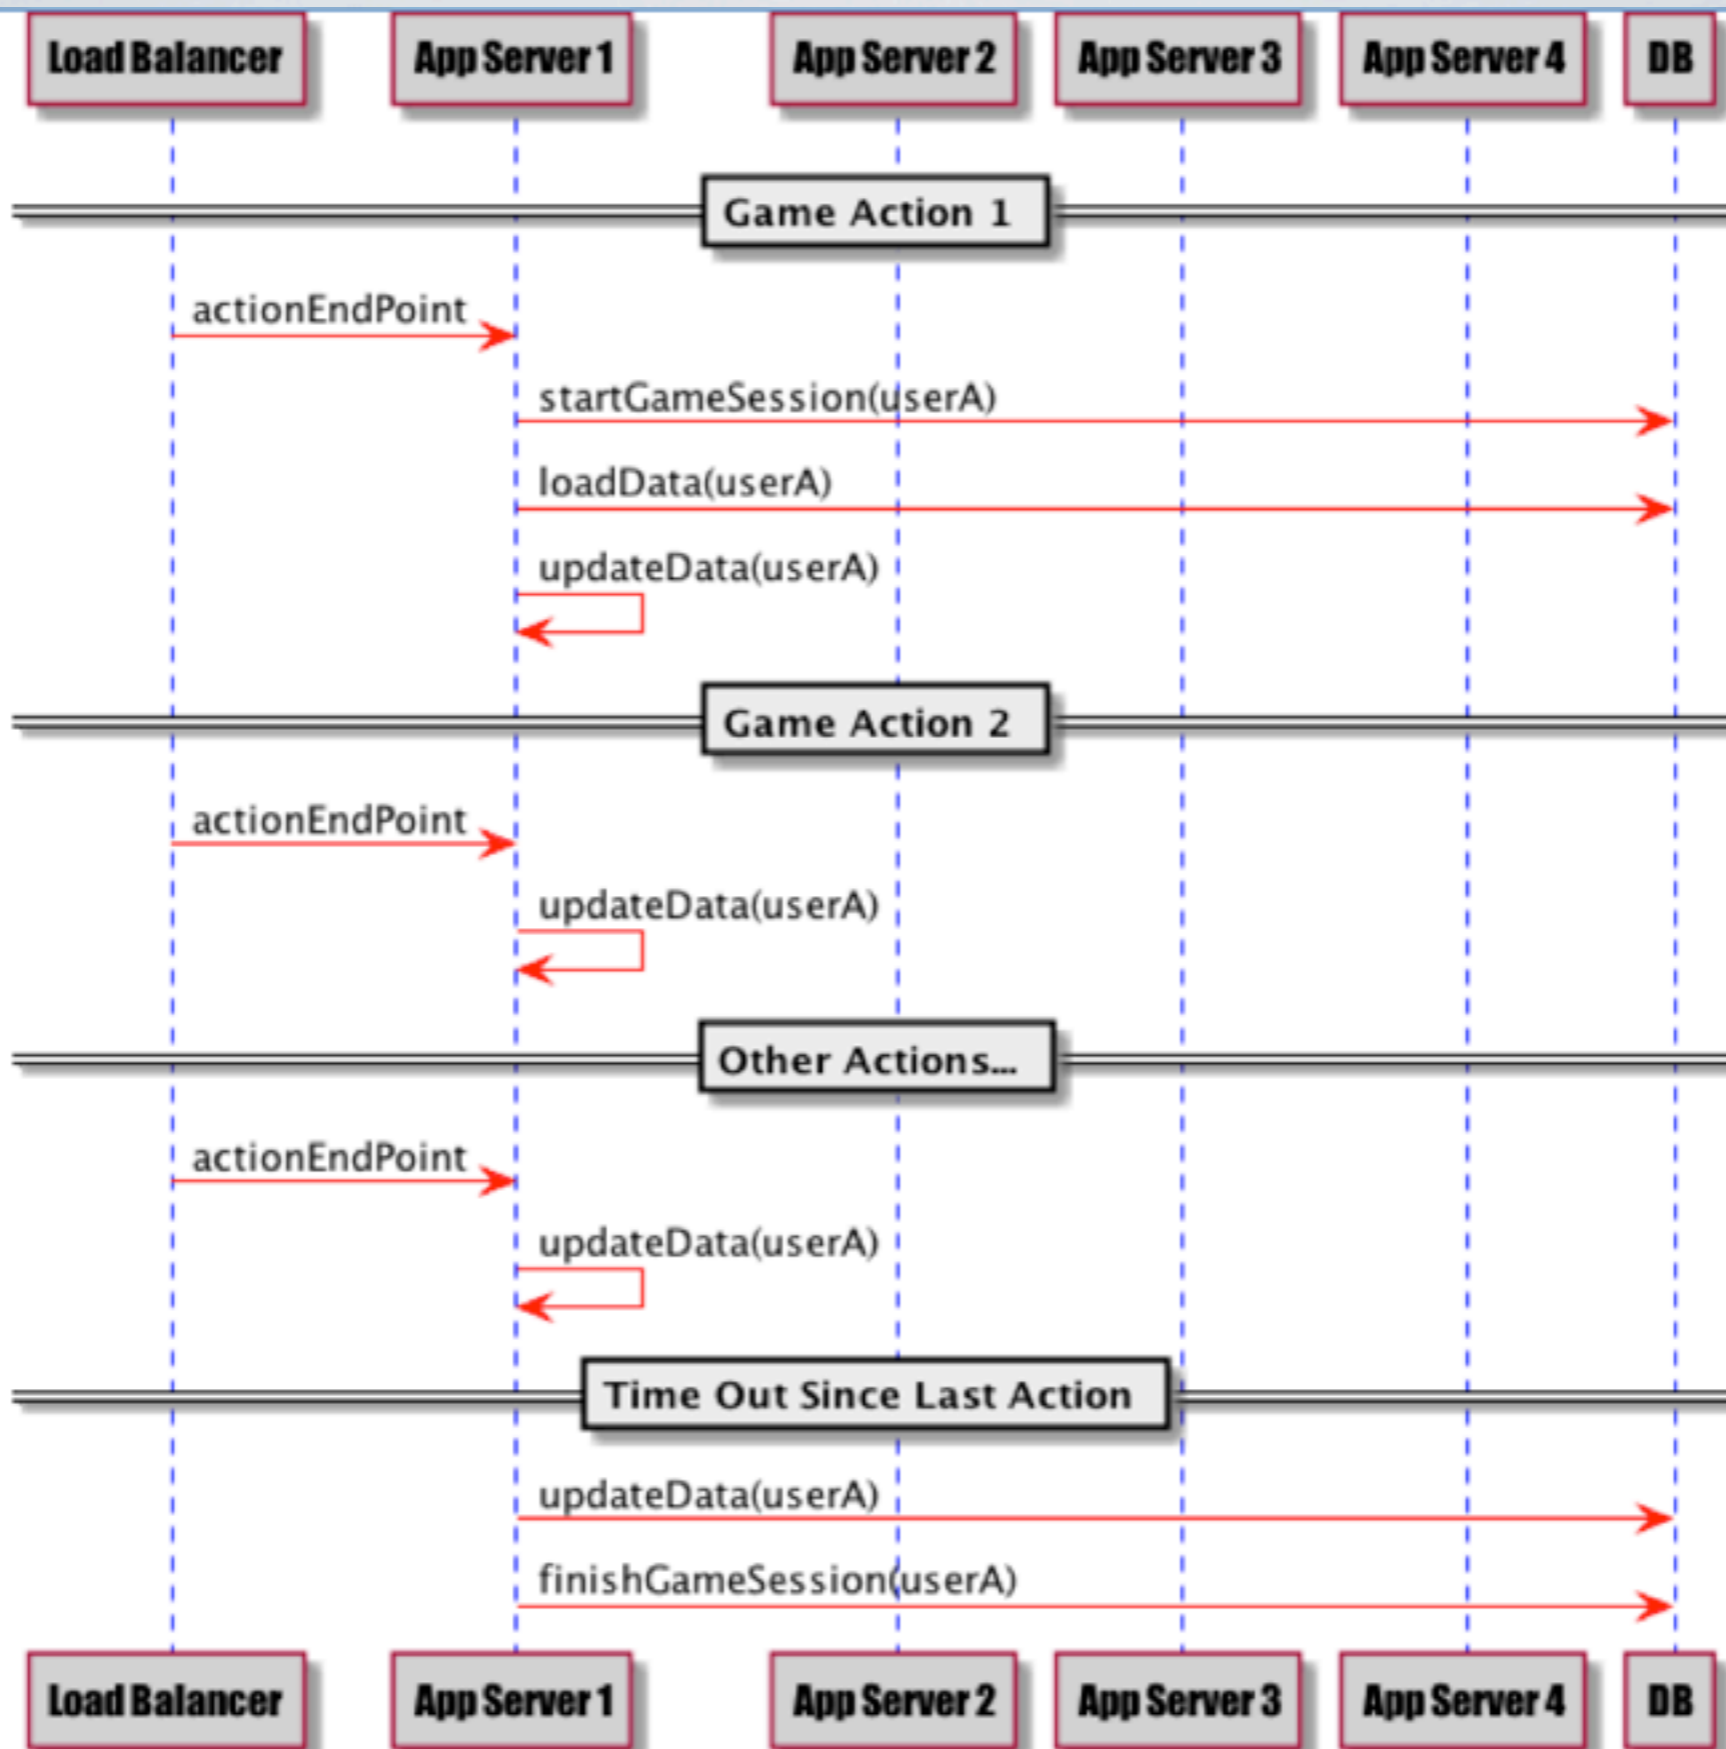 Load Balancer
App Server 1
App Server 2
App Server 3
App Server 4
DB
Game Action 1
actionEndPoint
startGameSession(userA)
loadData(userA)
updateData(userA)
Game Action 2
actionEndPoint
updateData(userA)
Other Actions...
actionEndPoint
updateData(userA)
Time Out Since Last Action
updateData(userA)
finishGameSession(userA)
Load Balancer
App Server 1
App Server 2
App Server 3
App Server 4
DB